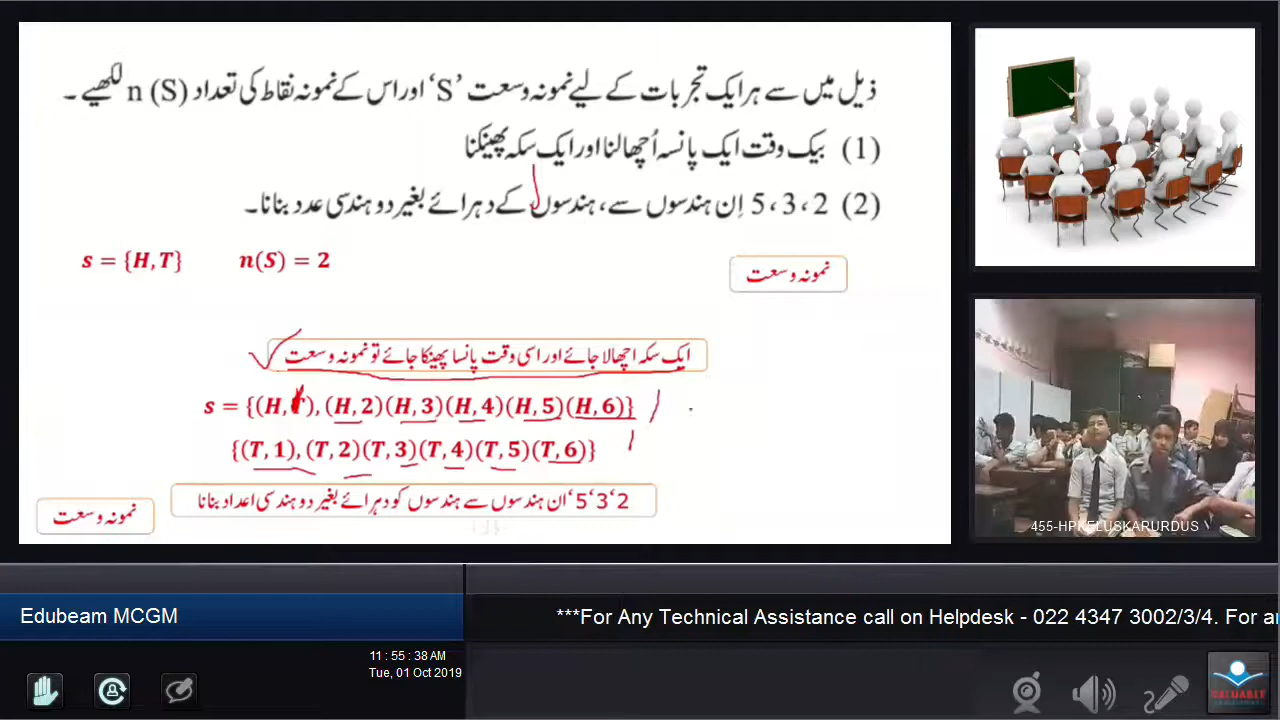 ذیل میں سے ہر ایک تجربات کے لیے نمونہ وسعت ’S‘ اور اس کے نمونہ نقاط کی تعداد n (S) لکھیے ۔
(1) بیک وقت ایک پانسہ اُچھالنا اور ایک سکہ پھینکنا
(2) 2 ، 3 ، 5 اِن ہندسوں سے، ہندسوں کے دہرائے بغیر دو ہندسی عدد بنانا۔
s = {H, T} n(S) = 2
نمونہ وسعت
ایک سکہ اچھالا جائے اور اسی وقت پانسا پھینکا جائے تو نمونہ وسعت
s = {(H, 1), (H, 2)(H, 3)(H, 4)(H, 5)(H, 6)}
{(T, 1), (T, 2)(T, 3)(T, 4)(T, 5)(T, 6)}
2‘3‘5‘ ان ہندسوں سے ہندسوں کو دہرائے بغیر دو ہندسی اعداد بنانا
نمونہ وسعت
455-HPKELUSKARURDUS
Edubeam MCGM
***For Any Technical Assistance call on Helpdesk - 022 4347 3002/3/4. For an
11 : 55 : 38 AM
Tue, 01 Oct 2019
VALUABLE